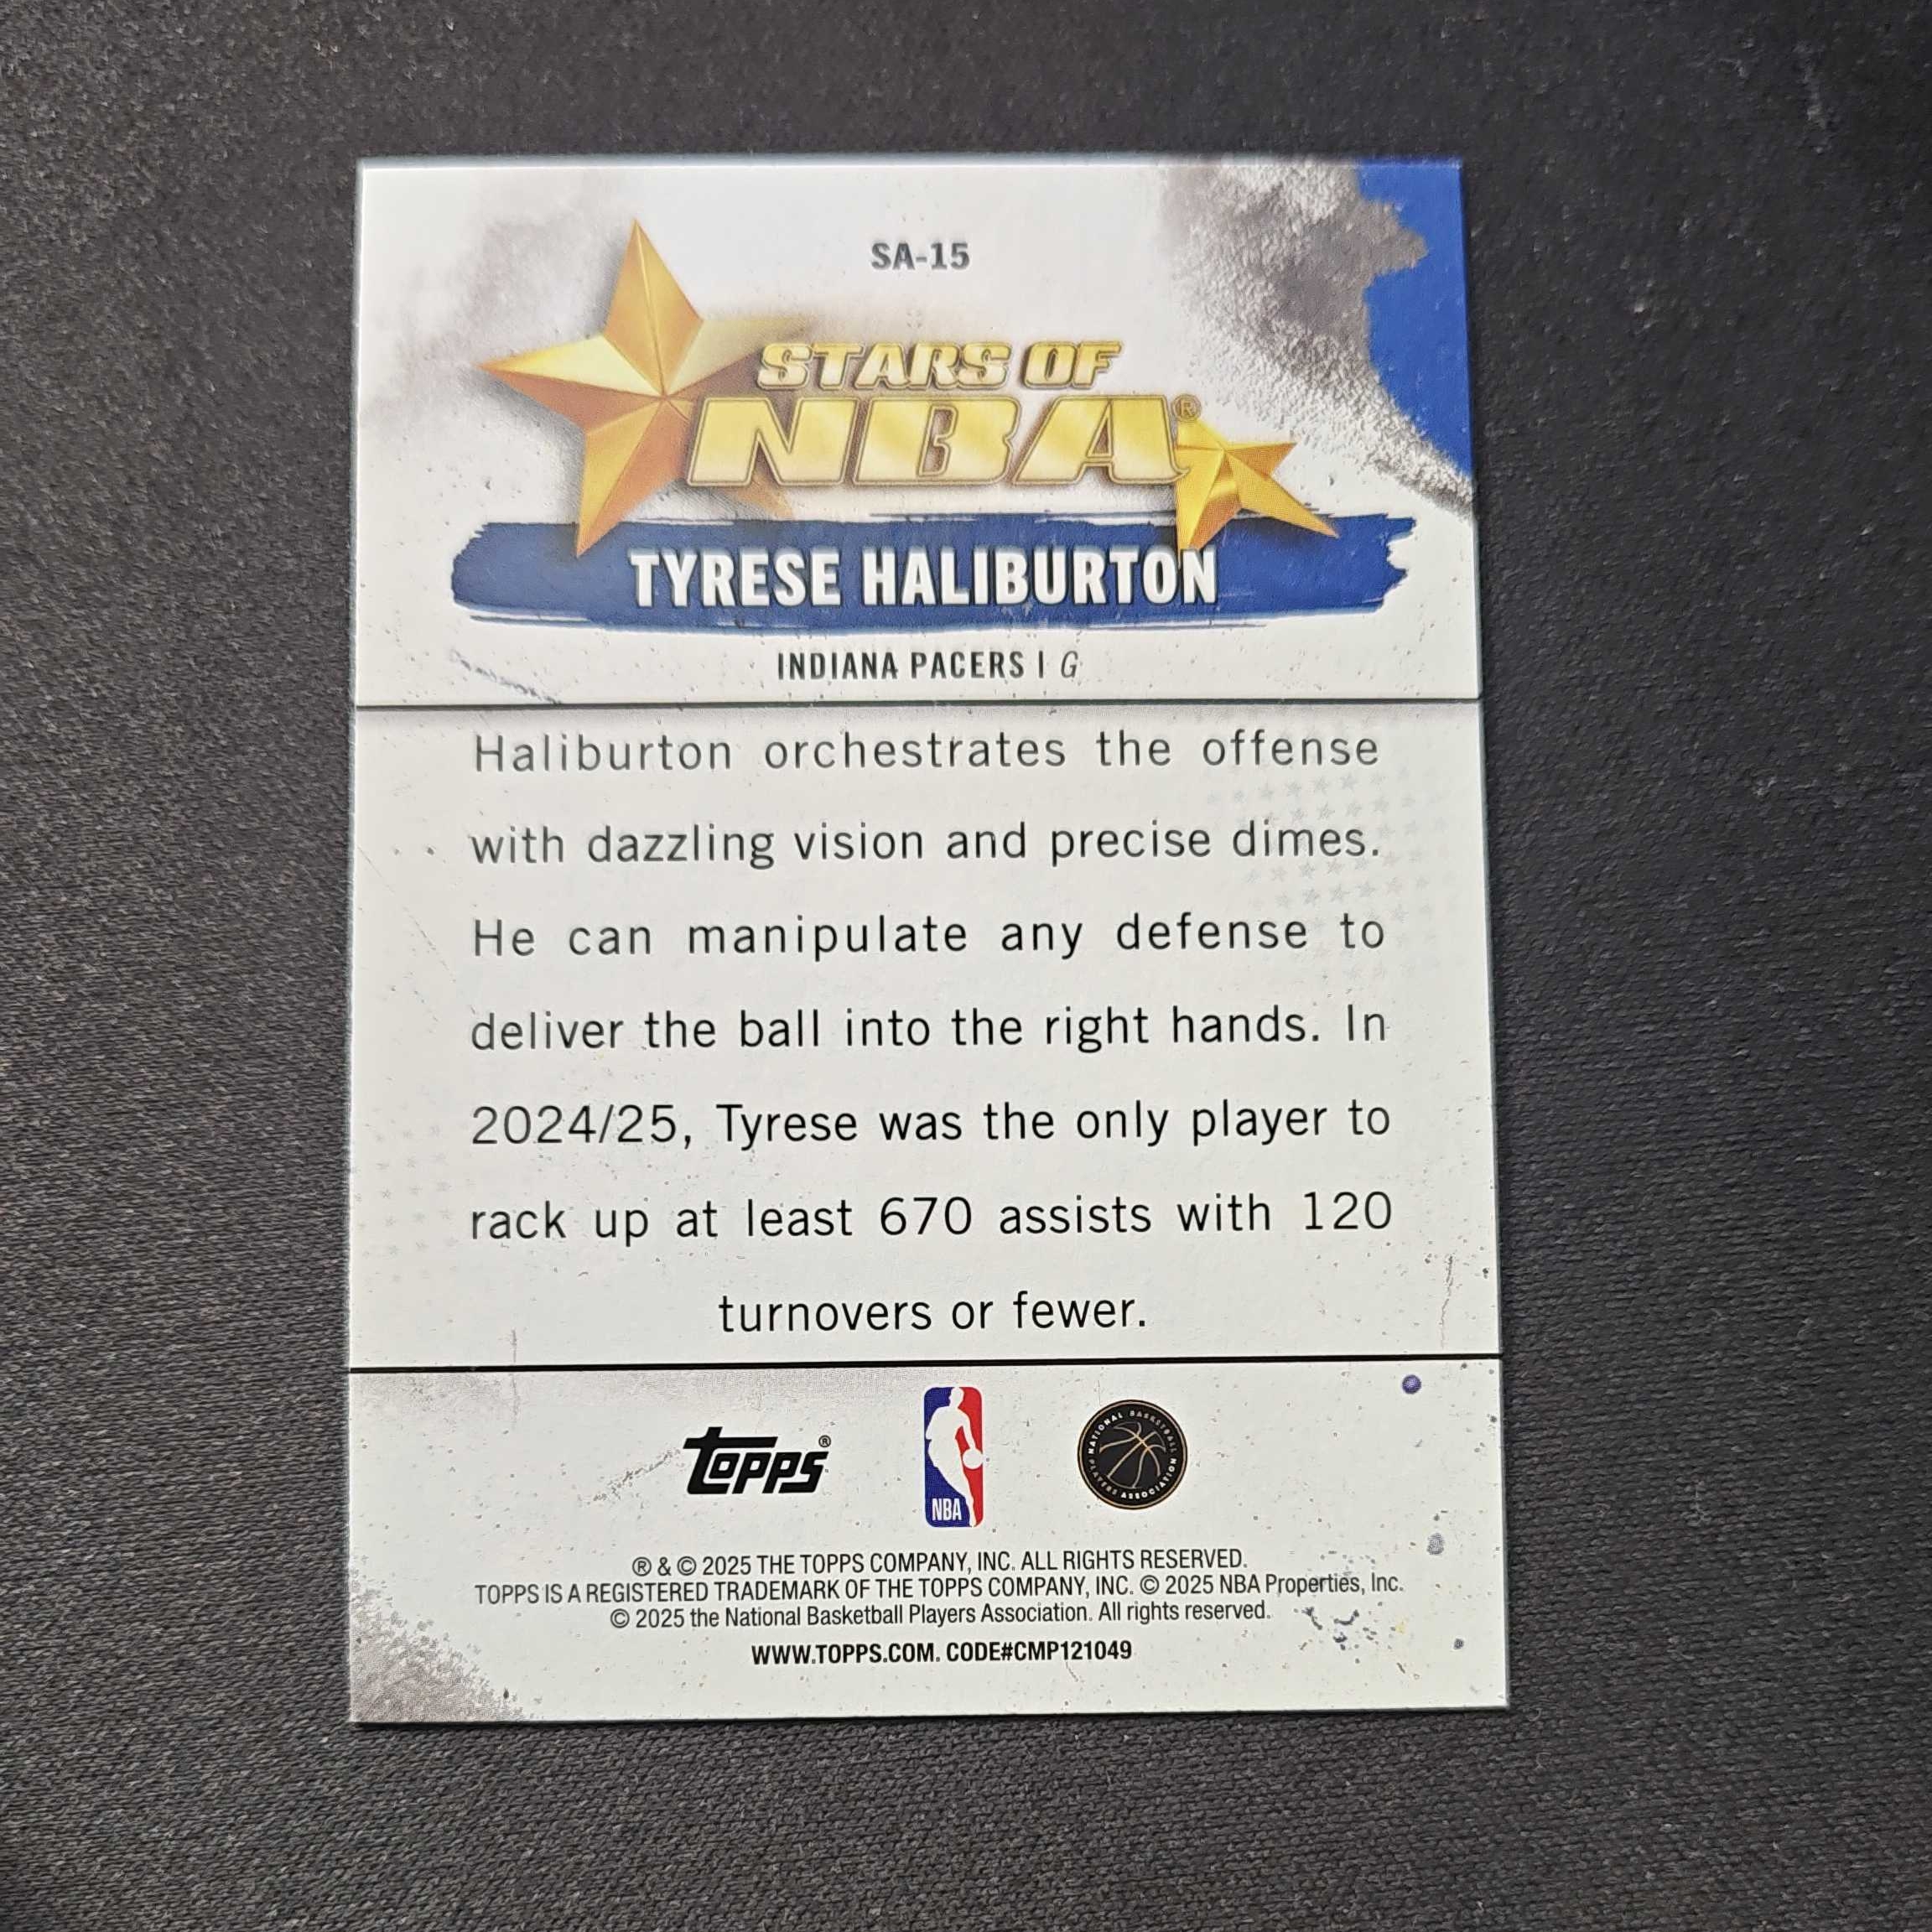 SA-15
STARS OF
NBA®
TYRESE HALIBURTON
INDIANA PACERS | G
Haliburton orchestrates the offense
with dazzling vision and precise dimes.
He can manipulate any defense to
deliver the ball into the right hands. In
2024/25, Tyrese was the only player to
rack up at least 670 assists with 120
turnovers or fewer.
topps®
NBA
NATIONAL BASKETBALL PLAYERS ASSOCIATION
® & © 2025 THE TOPPS COMPANY, INC. ALL RIGHTS RESERVED.
TOPPS IS A REGISTERED TRADEMARK OF THE TOPPS COMPANY, INC. © 2025 NBA Properties, Inc.
© 2025 the National Basketball Players Association. All rights reserved.
WWW.TOPPS.COM. CODE#CMP121049